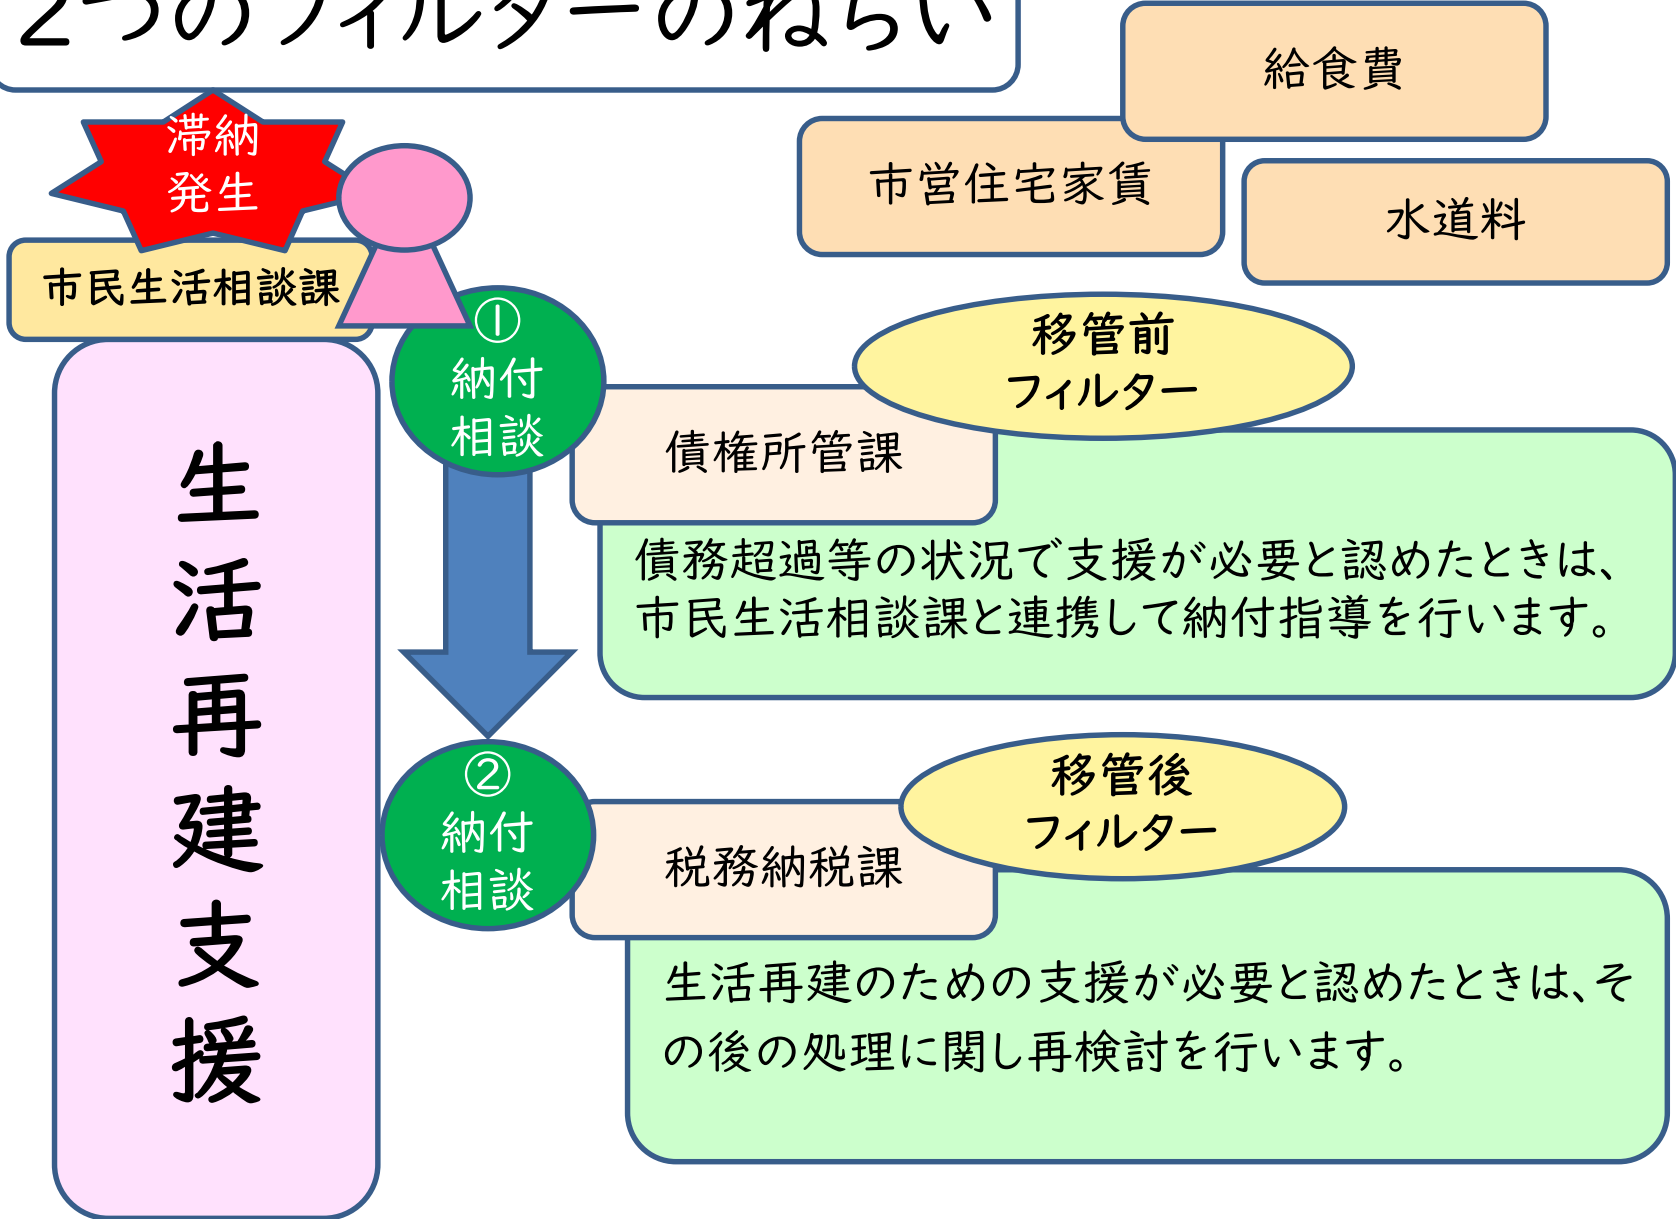 2つのフィルターのねらい
給食費
市営住宅家賃
水道料
滞納
発生
市民生活相談課
生活再建支援
①
納付
相談
債権所管課
移管前
フィルター
債務超過等の状況で支援が必要と認めたときは、
市民生活相談課と連携して納付指導を行います。
②
納付
相談
税務納税課
移管後
フィルター
生活再建のための支援が必要と認めたときは、そ
の後の処理に関し再検討を行います。